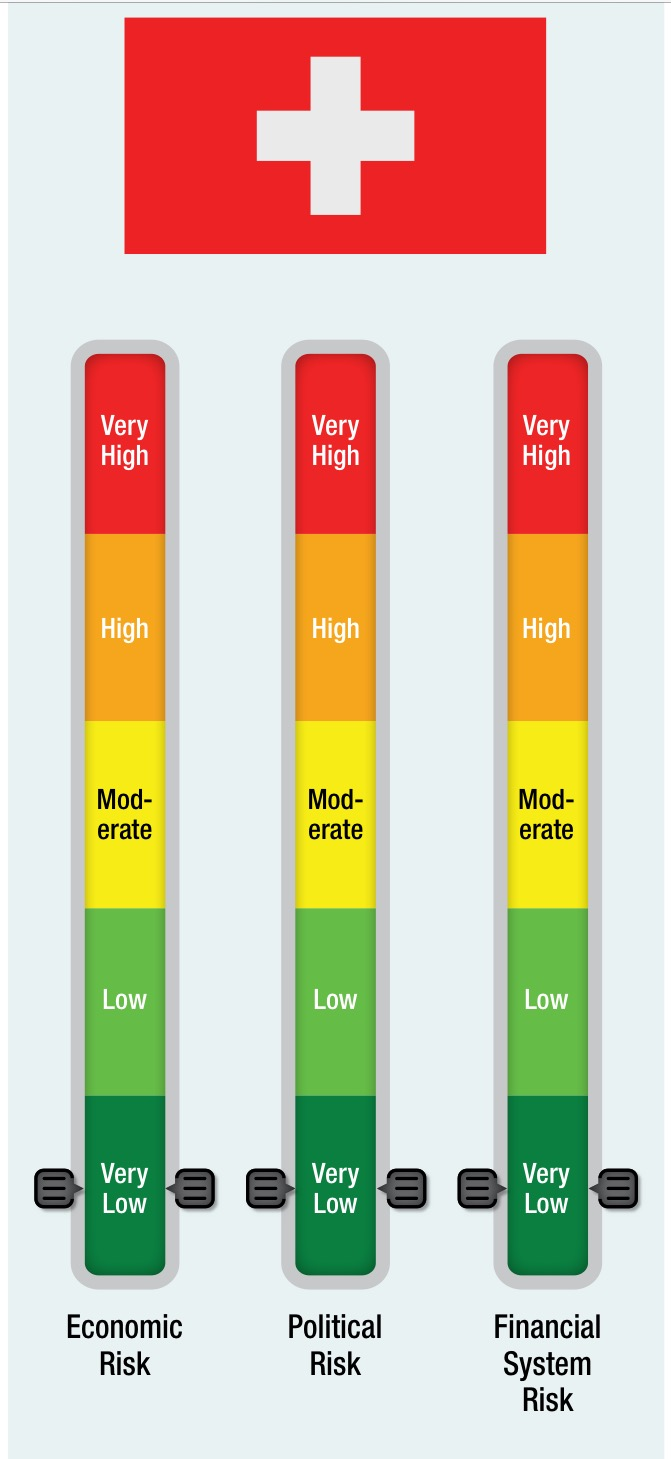 Very
High
High
Mod-
erate
Low
Very
Low
Economic
Risk
Very
High
High
Mod-
erate
Low
Very
Low
Political
Risk
Very
High
High
Mod-
erate
Low
Very
Low
Financial
System
Risk